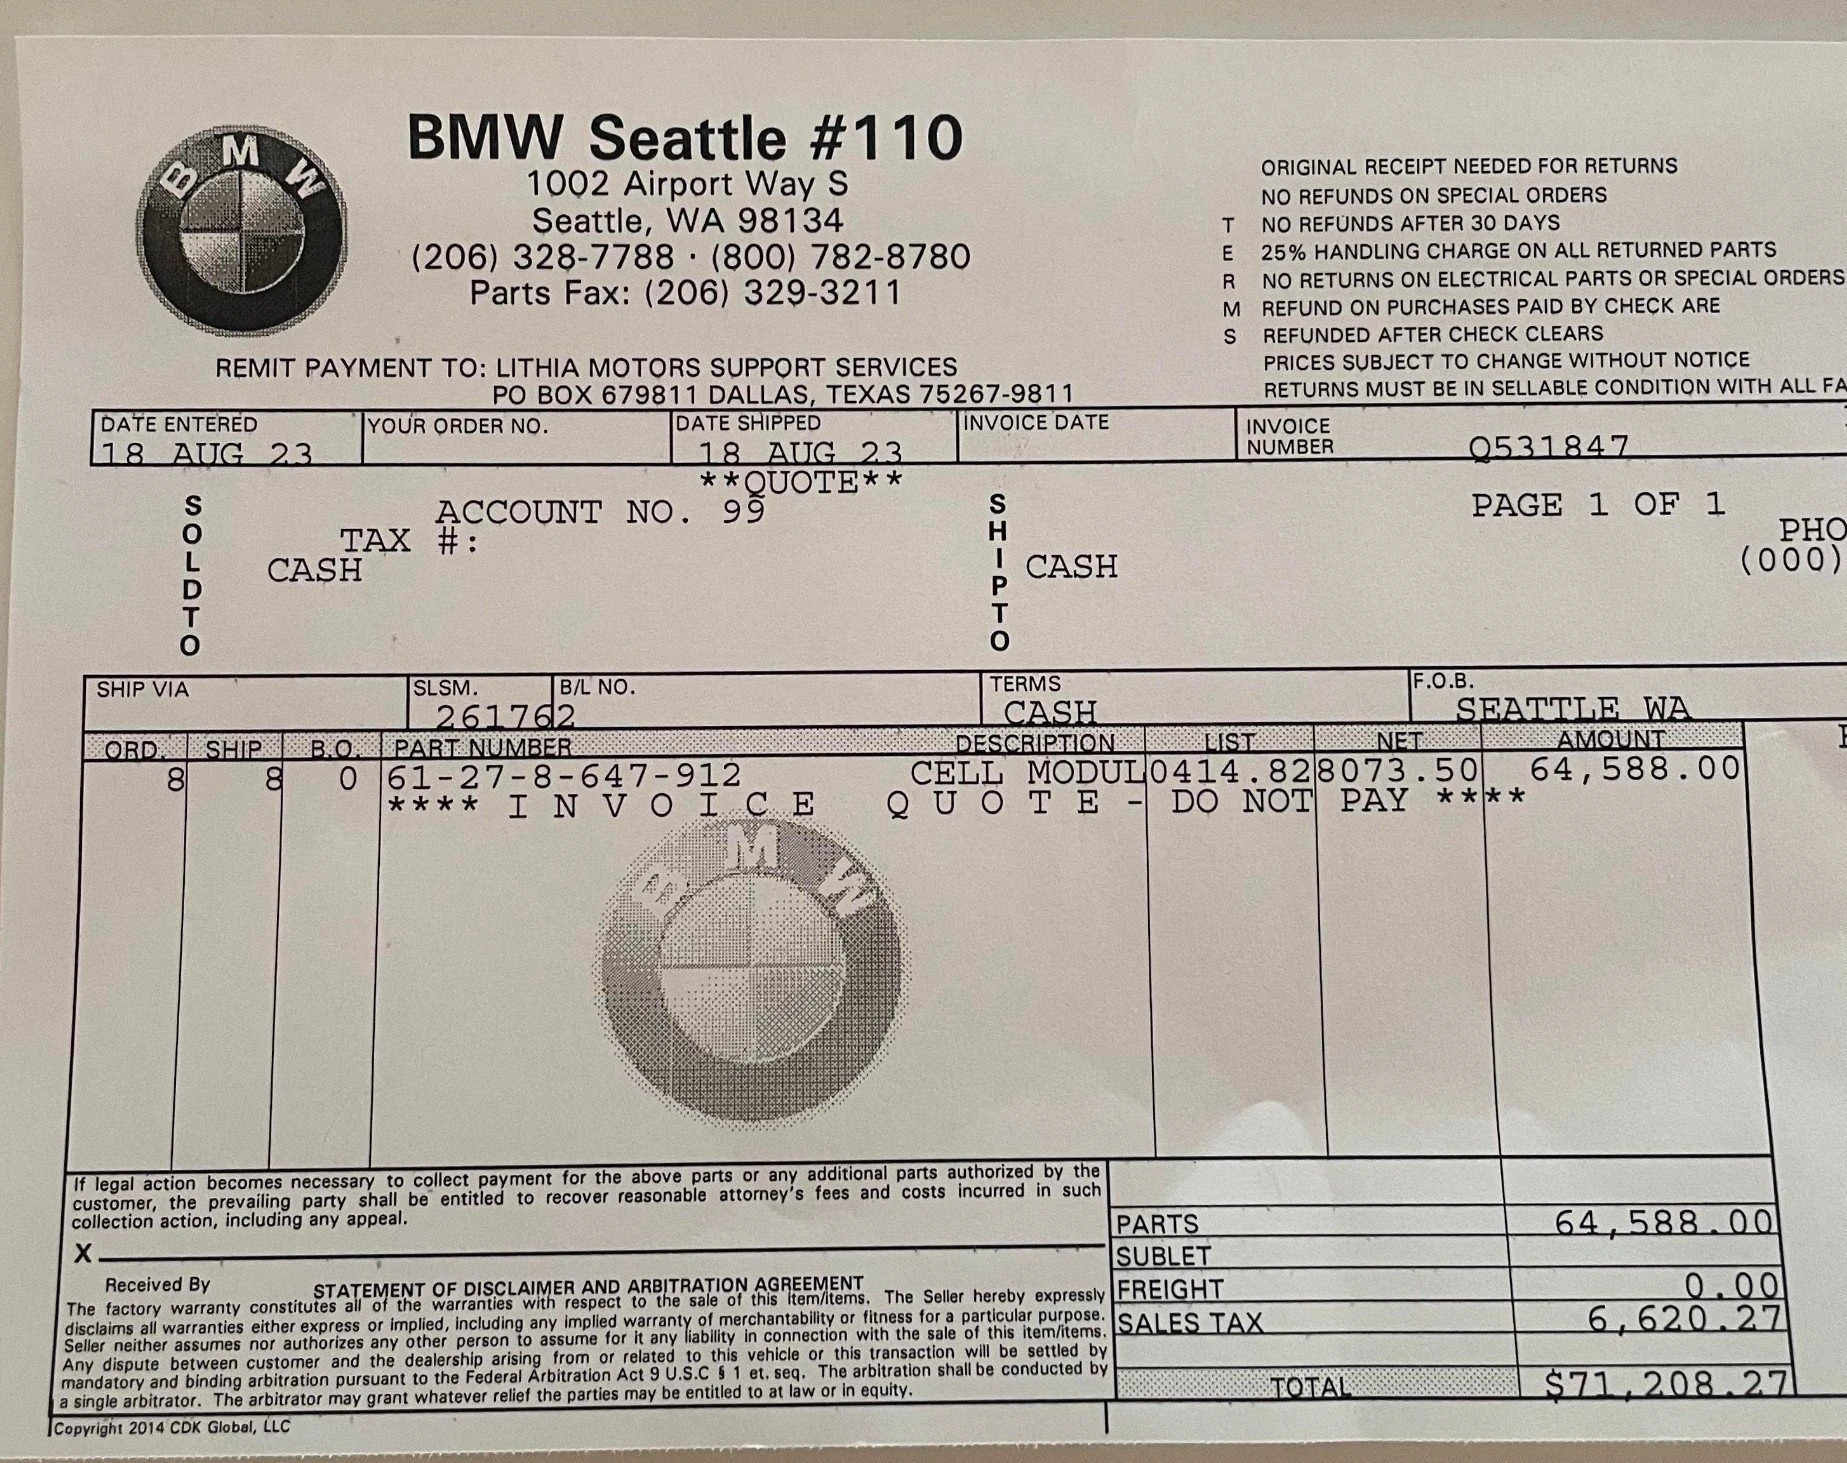 BMW
BMW Seattle #110
1002 Airport Way S
Seattle, WA 98134
(206) 328-7788 · (800) 782-8780
Parts Fax: (206) 329-3211
REMIT PAYMENT TO: LITHIA MOTORS SUPPORT SERVICES
PO BOX 679811 DALLAS, TEXAS 75267-9811
TERMS
ORIGINAL RECEIPT NEEDED FOR RETURNS
NO REFUNDS ON SPECIAL ORDERS
NO REFUNDS AFTER 30 DAYS
25% HANDLING CHARGE ON ALL RETURNED PARTS
NO RETURNS ON ELECTRICAL PARTS OR SPECIAL ORDERS
REFUND ON PURCHASES PAID BY CHECK ARE
REFUNDED AFTER CHECK CLEARS
PRICES SUBJECT TO CHANGE WITHOUT NOTICE
RETURNS MUST BE IN SELLABLE CONDITION WITH ALL FA
DATE ENTERED YOUR ORDER NO. DATE SHIPPED INVOICE DATE INVOICE NUMBER
18 AUG 23 18 AUG 23 Q531847
**QUOTE**
SOLD TO
ACCOUNT NO. 99
TAX #:
CASH
SHIP TO
CASH
PAGE 1 OF 1
PHO
(000)
SHIP VIA SLSM. B/L NO. TERMS F.O.B.
261762 CASH SEATTLE WA
ORD. SHIP B.O. PART NUMBER DESCRIPTION LIST NET AMOUNT
8 8 0 61-27-8-647-912 CELL MODUL 0414.82 8073.50 64,588.00
**** I N V O I C E Q U O T E - DO NOT PAY ****
BMW
If legal action becomes necessary to collect payment for the above parts or any additional parts authorized by the
customer, the prevailing party shall be entitled to recover reasonable attorney's fees and costs incurred in such
collection action, including any appeal.
X
Received By
STATEMENT OF DISCLAIMER AND ARBITRATION AGREEMENT
The factory warranty constitutes all of the warranties with respect to the sale of this item/items. The Seller hereby expressly
disclaims all warranties either express or implied, including any implied warranty of merchantability or fitness for a particular purpose.
Seller neither assumes nor authorizes any other person to assume for it any liability in connection with the sale of this item/items.
Any dispute between customer and the dealership arising from or related to this vehicle or this transaction will be settled by
mandatory and binding arbitration pursuant to the Federal Arbitration Act 9 U.S.C § 1 et. seq. The arbitration shall be conducted by
a single arbitrator. The arbitrator may grant whatever relief the parties may be entitled to at law or in equity.
PARTS 64,588.00
SUBLET
FREIGHT 0.00
SALES TAX 6,620.27
TOTAL $71,208.27
Copyright 2014 CDK Global, LLC